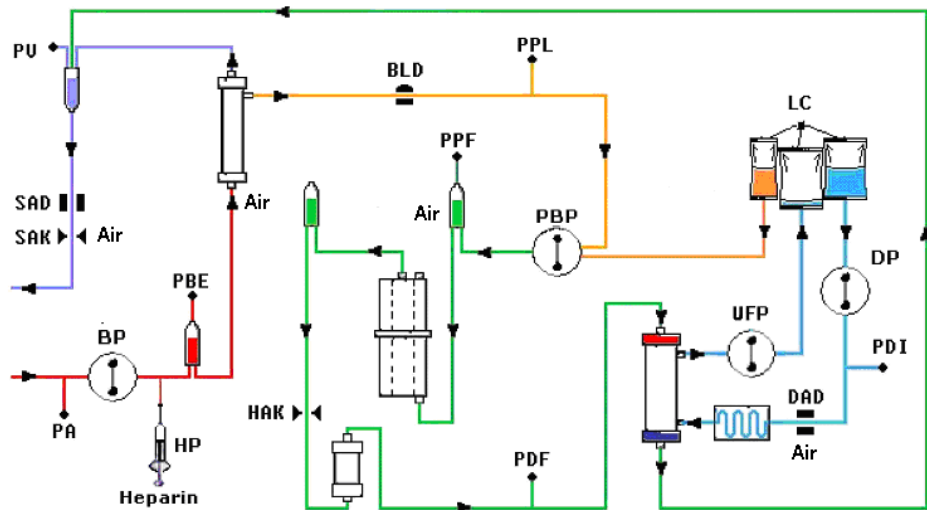 PV
PPL
BLD
LC
PPF
SAD
Air
Air
PBP
SAK
Air
DP
PBE
UFP
BP
PDI
HAK
DAD
PA
HP
PDF
Air
Heparin